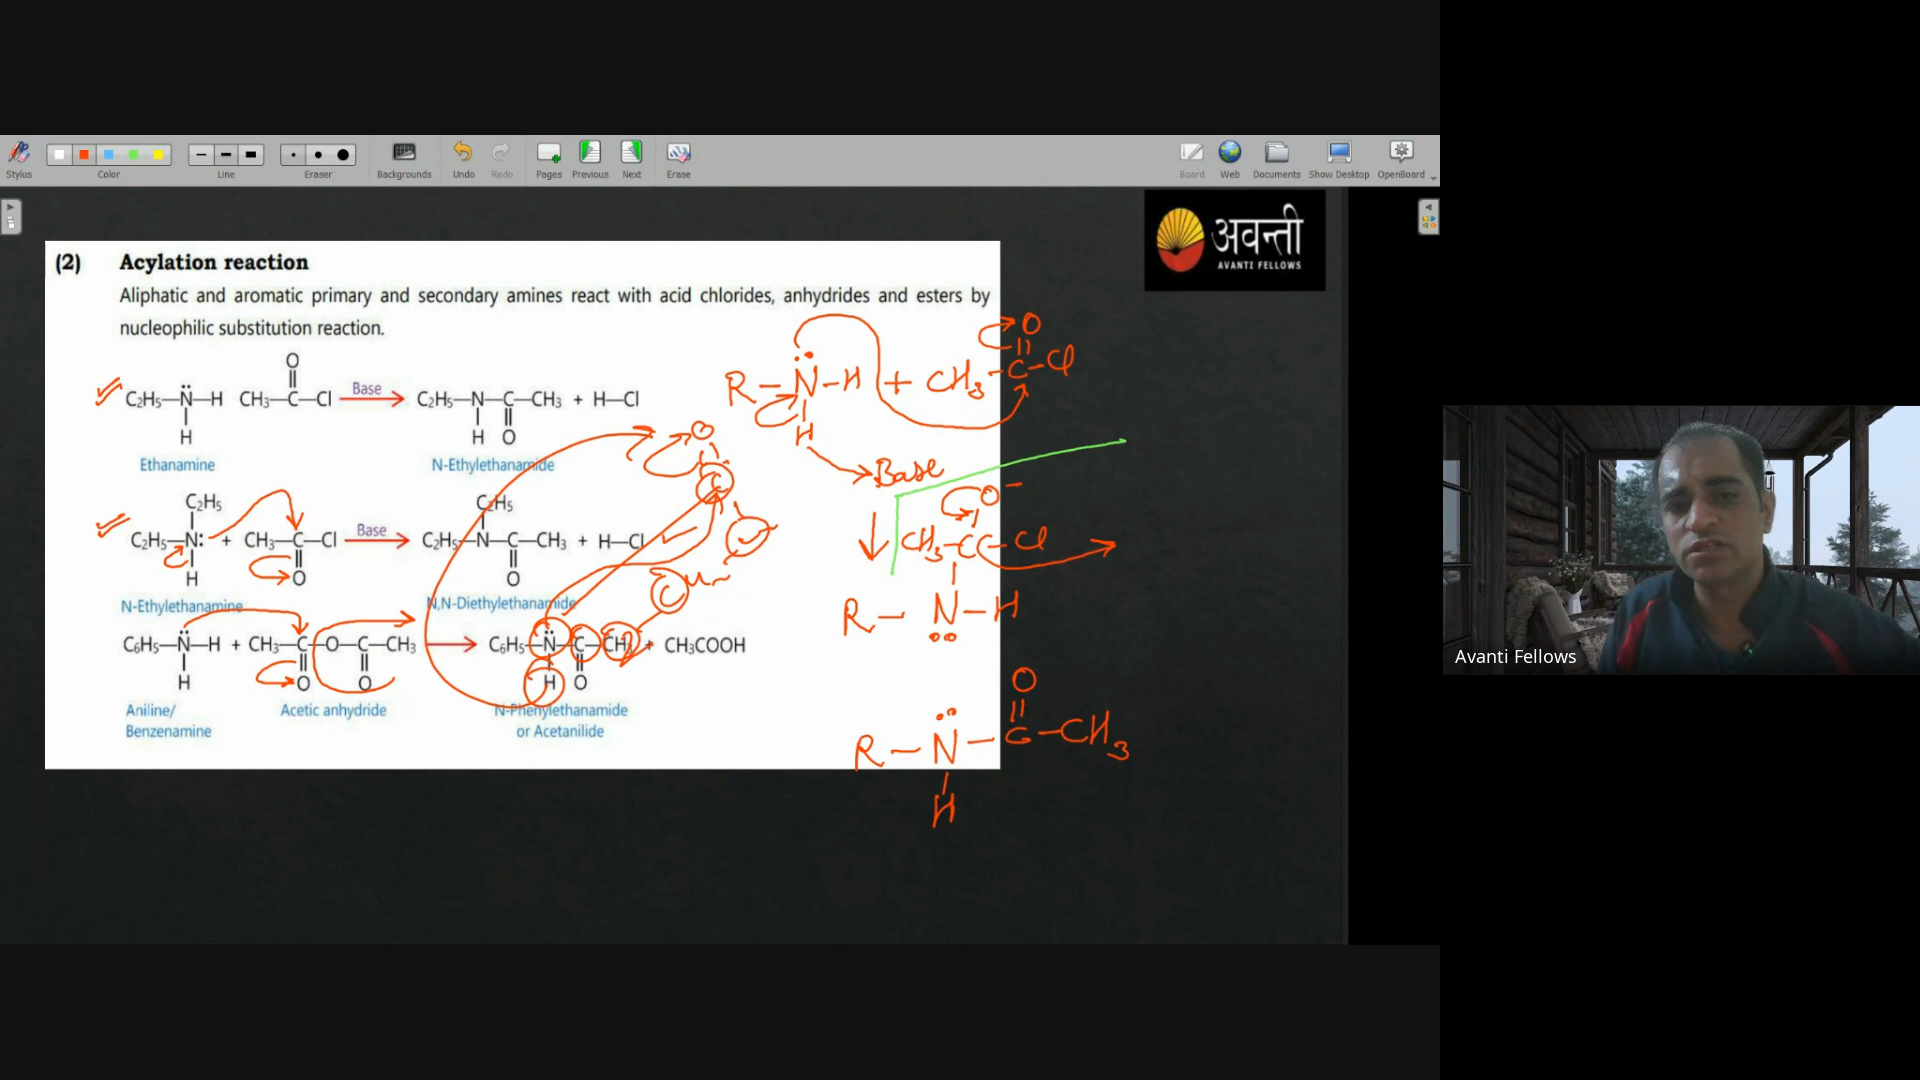 Stylus Color Line Eraser Backgrounds Undo Redo Pages Previous Next Erase Board Web Documents Show Desktop OpenBoard
अवन्ती
AVANTI FELLOWS
(2) Acylation reaction
Aliphatic and aromatic primary and secondary amines react with acid chlorides, anhydrides and esters by
nucleophilic substitution reaction.
O
C₂H₅—N̈—H CH₃—C—Cl Base C₂H₅—N—C—CH₃ + H—Cl
H H O
Ethanamine N-Ethylethanamide
C₂H₅ C₂H₅
C₂H₅—N: + CH₃—C—Cl Base C₂H₅—N—C—CH₃ + H—Cl
H O O
N-Ethylethanamine N,N-Diethylethanamide
C₆H₅—N̈—H + CH₃—C—O—C—CH₃ C₆H₅—N̈—C—CH₃ + CH₃COOH
H O O H O
Aniline/ Acetic anhydride N-Phenylethanamide
Benzenamine or Acetanilide
O
R–N̈–H + CH₃–C–Cl
H
Base
O⁻
CH₃–C–Cl
R–N–H
O
R–N̈–C–CH₃
H
Avanti Fellows